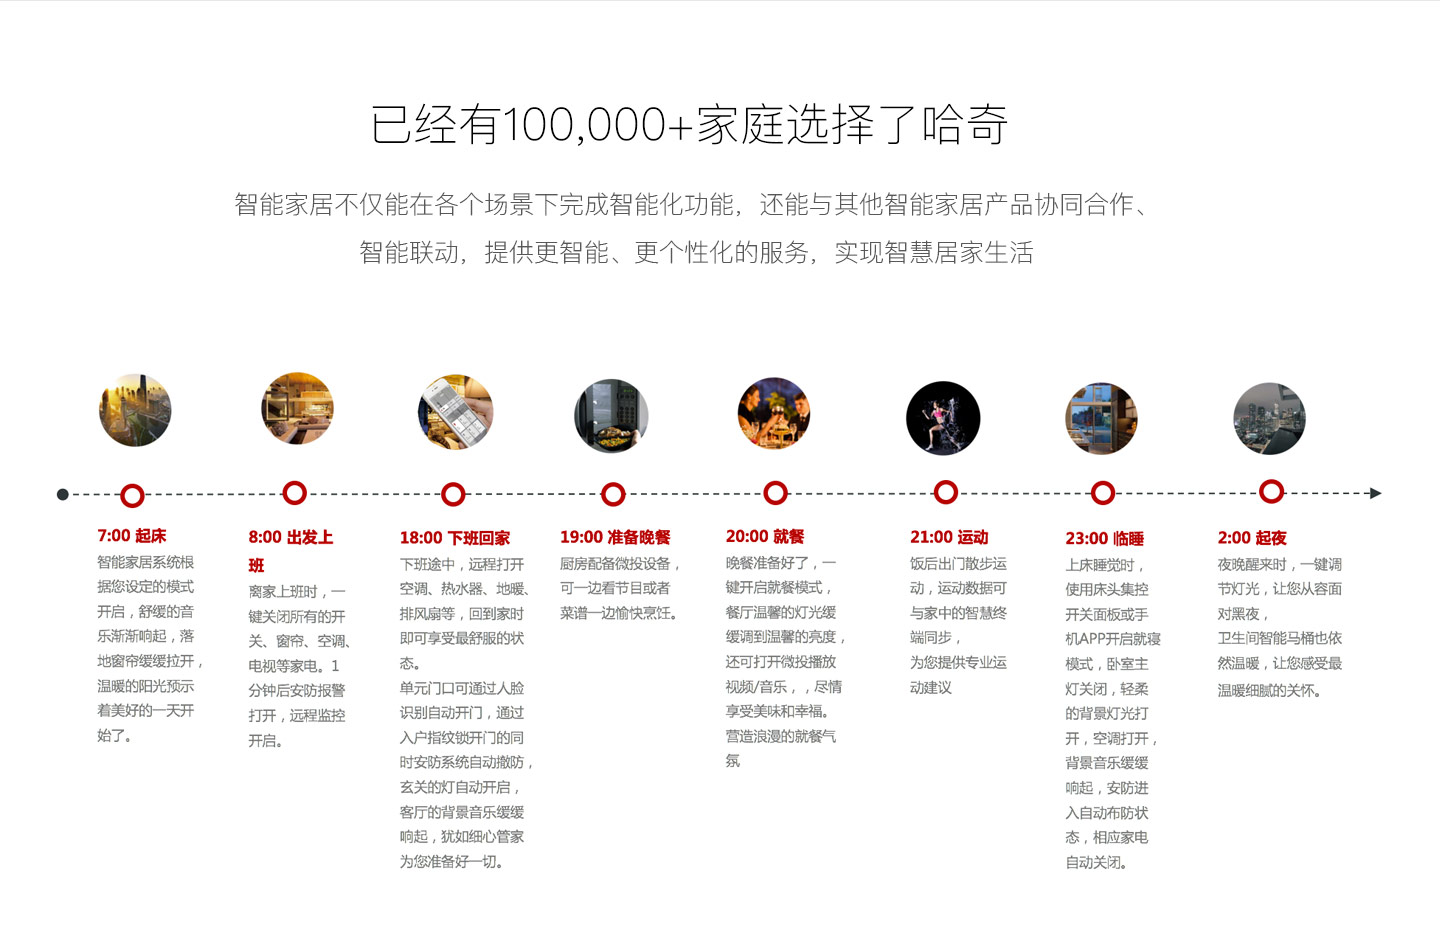 已经有100,000+家庭选择了哈奇
智能家居不仅能在各个场景下完成智能化功能，还能与其他智能家居产品协同合作、
智能联动，提供更智能、更个性化的服务，实现智慧居家生活
7:00 起床
智能家居系统根
据您设定的模式
开启，舒缓的音
乐渐渐响起，落
地窗帘缓缓拉开，
温暖的阳光预示
着美好的一天开
始了。
8:00 出发上
班
离家上班时，一
键关闭所有的开
关、窗帘、空调、
电视等家电。1
分钟后安防报警
打开，远程监控
开启。
18:00 下班回家
下班途中，远程打开
空调、热水器、地暖、
排风扇等，回到家时
即可享受最舒服的状
态。
单元门口可通过人脸
识别自动开门，通过
入户指纹锁开门的同
时安防系统自动撤防，
玄关的灯自动开启，
客厅的背景音乐缓缓
响起，犹如细心管家
为您准备好一切。
19:00 准备晚餐
厨房配备微投设备，
可一边看节目或者
菜谱一边愉快烹饪。
20:00 就餐
晚餐准备好了，一
键开启就餐模式，
餐厅温馨的灯光缓
缓调到温馨的亮度，
还可打开微投播放
视频/音乐，，尽情
享受美味和幸福。
营造浪漫的就餐气
氛
21:00 运动
饭后出门散步运
动，运动数据可
与家中的智慧终
端同步，
为您提供专业运
动建议
23:00 临睡
上床睡觉时，
使用床头集控
开关面板或手
机APP开启就寝
模式，卧室主
灯关闭，轻柔
的背景灯光打
开，空调打开，
背景音乐缓缓
响起，安防进
入自动布防状
态，相应家电
自动关闭。
2:00 起夜
夜晚醒来时，一键调
节灯光，让您从容面
对黑夜，
卫生间智能马桶也依
然温暖，让您感受最
温暖细腻的关怀。